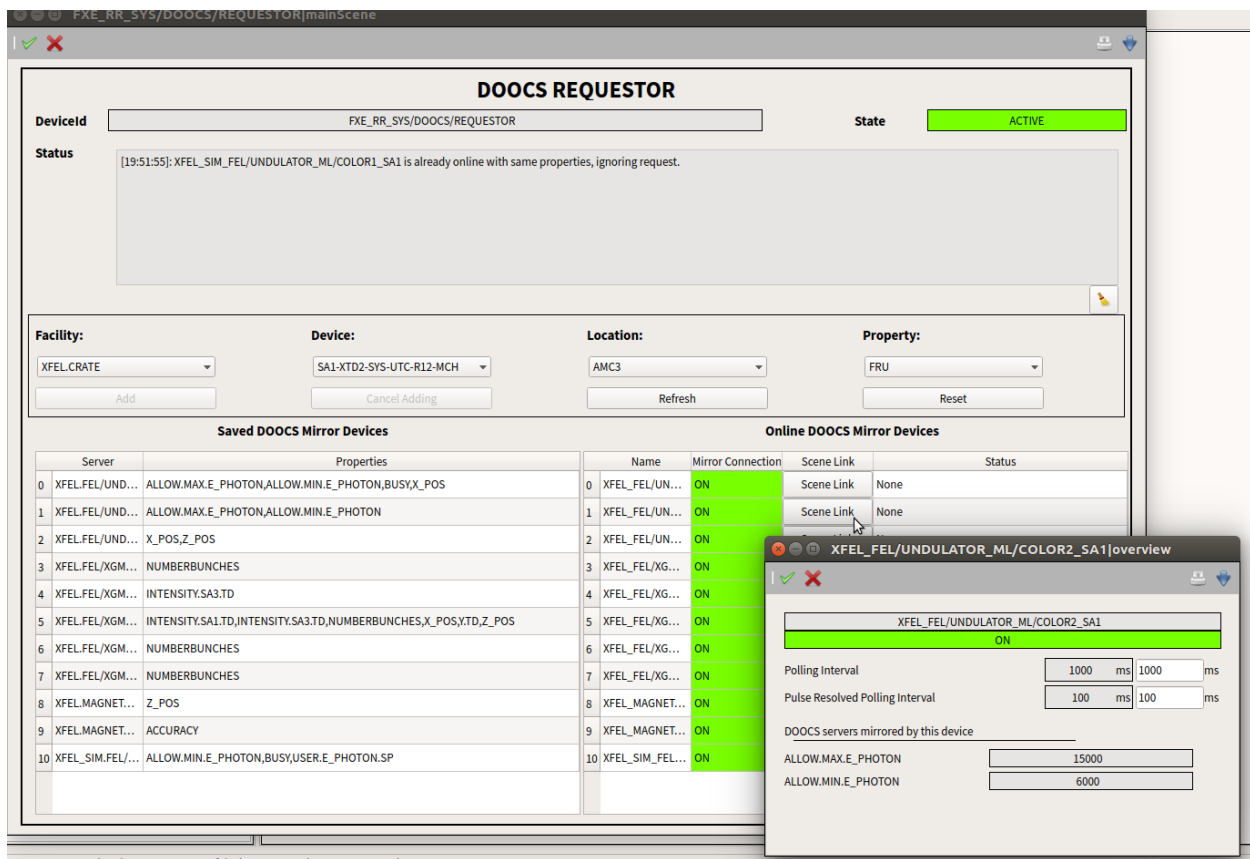 FXE_RR_SYS/DOOCS/REQUESTOR|mainScene
DOOCS REQUESTOR
DeviceId FXE_RR_SYS/DOOCS/REQUESTOR State ACTIVE
Status
[19:51:55]: XFEL_SIM_FEL/UNDULATOR_ML/COLOR1_SA1 is already online with same properties, ignoring request.
Facility: Device: Location: Property:
XFEL.CRATE SA1-XTD2-SYS-UTC-R12-MCH AMC3 FRU
Add Cancel Adding Refresh Reset
Saved DOOCS Mirror Devices Online DOOCS Mirror Devices
Server Properties Name Mirror Connection Scene Link Status
0 XFEL.FEL/UND... ALLOW.MAX.E_PHOTON,ALLOW.MIN.E_PHOTON,BUSY,X_POS 0 XFEL_FEL/UN... ON Scene Link None
1 XFEL.FEL/UND... ALLOW.MAX.E_PHOTON,ALLOW.MIN.E_PHOTON 1 XFEL_FEL/UN... ON Scene Link None
2 XFEL.FEL/UND... X_POS,Z_POS 2 XFEL_FEL/UN... ON
3 XFEL.FEL/XGM... NUMBERBUNCHES 3 XFEL_FEL/XG... ON
4 XFEL.FEL/XGM... INTENSITY.SA3.TD 4 XFEL_FEL/XG... ON
5 XFEL.FEL/XGM... INTENSITY.SA1.TD,INTENSITY.SA3.TD,NUMBERBUNCHES,X_POS,Y.TD,Z_POS 5 XFEL_FEL/XG... ON
6 XFEL.FEL/XGM... NUMBERBUNCHES 6 XFEL_FEL/XG... ON
7 XFEL.FEL/XGM... NUMBERBUNCHES 7 XFEL_FEL/XG... ON
8 XFEL.MAGNET... Z_POS 8 XFEL_MAGNET... ON
9 XFEL.MAGNET... ACCURACY 9 XFEL_MAGNET... ON
10 XFEL_SIM.FEL/... ALLOW.MIN.E_PHOTON,BUSY,USER.E_PHOTON.SP 10 XFEL_SIM_FEL... ON
XFEL_FEL/UNDULATOR_ML/COLOR2_SA1|overview
XFEL_FEL/UNDULATOR_ML/COLOR2_SA1
ON
Polling Interval 1000 ms 1000 ms
Pulse Resolved Polling Interval 100 ms 100 ms
DOOCS servers mirrored by this device
ALLOW.MAX.E_PHOTON 15000
ALLOW.MIN.E_PHOTON 6000